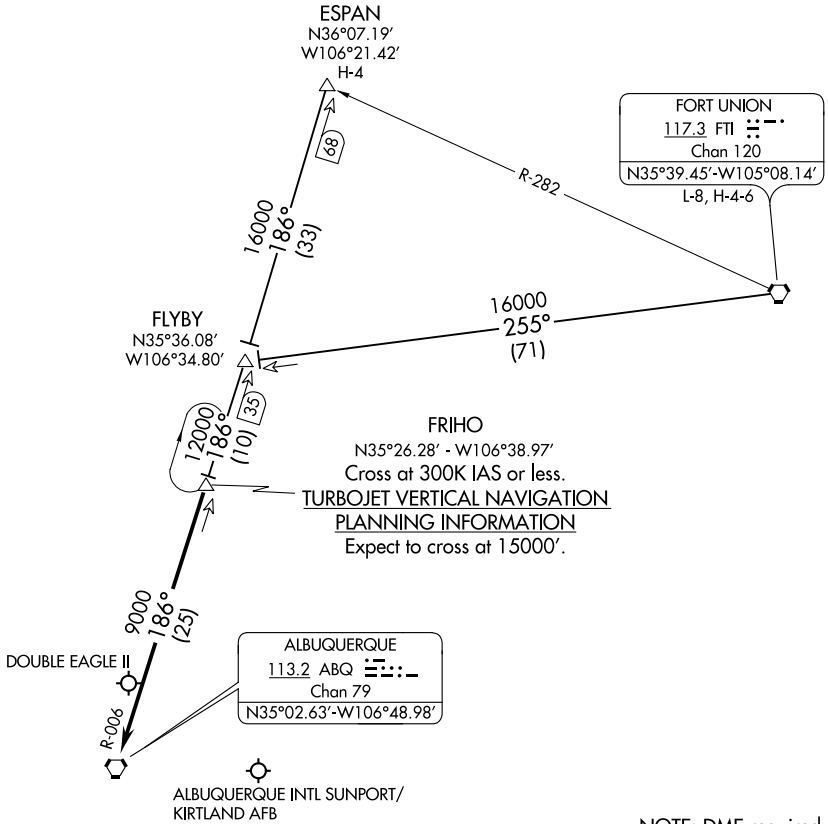 ESPAN
N36°07.19'
W106°21.42'
H-4
68
FORT UNION
117.3 FTI
Chan 120
N35°39.45'-W105°08.14'
L-8, H-4-6
R-282
16000
186°
(33)
16000
255°
(71)
FLYBY
N35°36.08'
W106°34.80'
35
12000
186°
(10)
FRIHO
N35°26.28' - W106°38.97'
Cross at 300K IAS or less.
TURBOJET VERTICAL NAVIGATION
PLANNING INFORMATION
Expect to cross at 15000'.
9000
186°
(25)
DOUBLE EAGLE II
R-006
ALBUQUERQUE
113.2 ABQ
Chan 79
N35°02.63'-W106°48.98'
ALBUQUERQUE INTL SUNPORT/
KIRTLAND AFB
NOTE: DME required